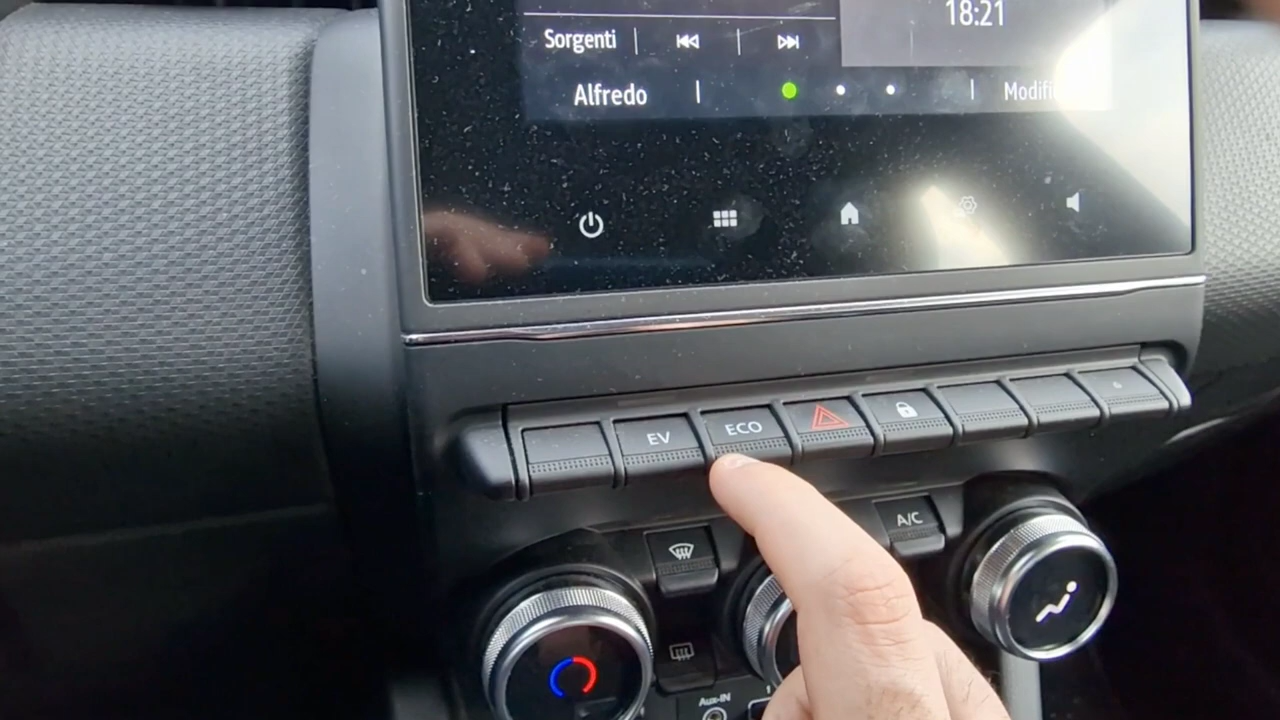 18:21
Sorgenti
Alfredo
Modifi
EV
ECO
A/C
Aux-IN